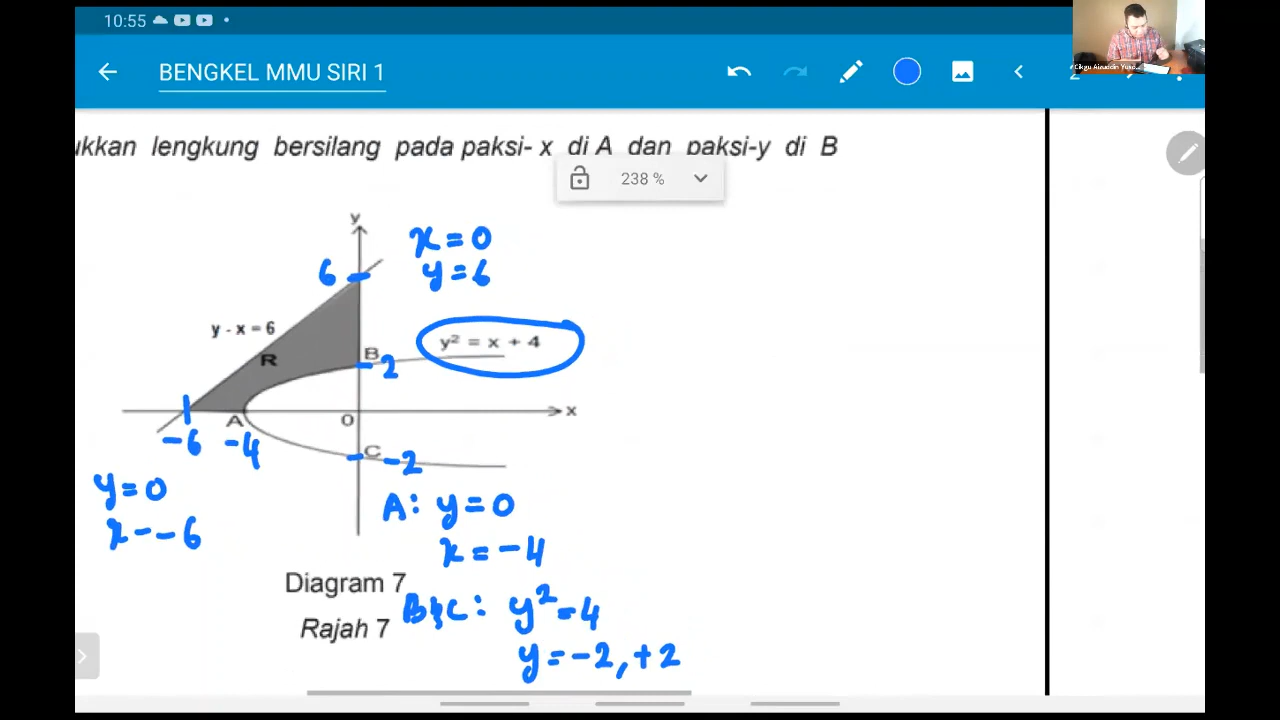 10:55
BENGKEL MMU SIRI 1
ukkan lengkung bersilang pada paksi- x di A dan paksi-y di B
238 %
y
x = 0
6
y = 6
y - x = 6
y² = x + 4
B
2
R
x
A
0
-6
-4
C
-2
y = 0
A: y = 0
x - - 6
x = -4
Diagram 7
B&C: y² = 4
Rajah 7
y = -2, +2